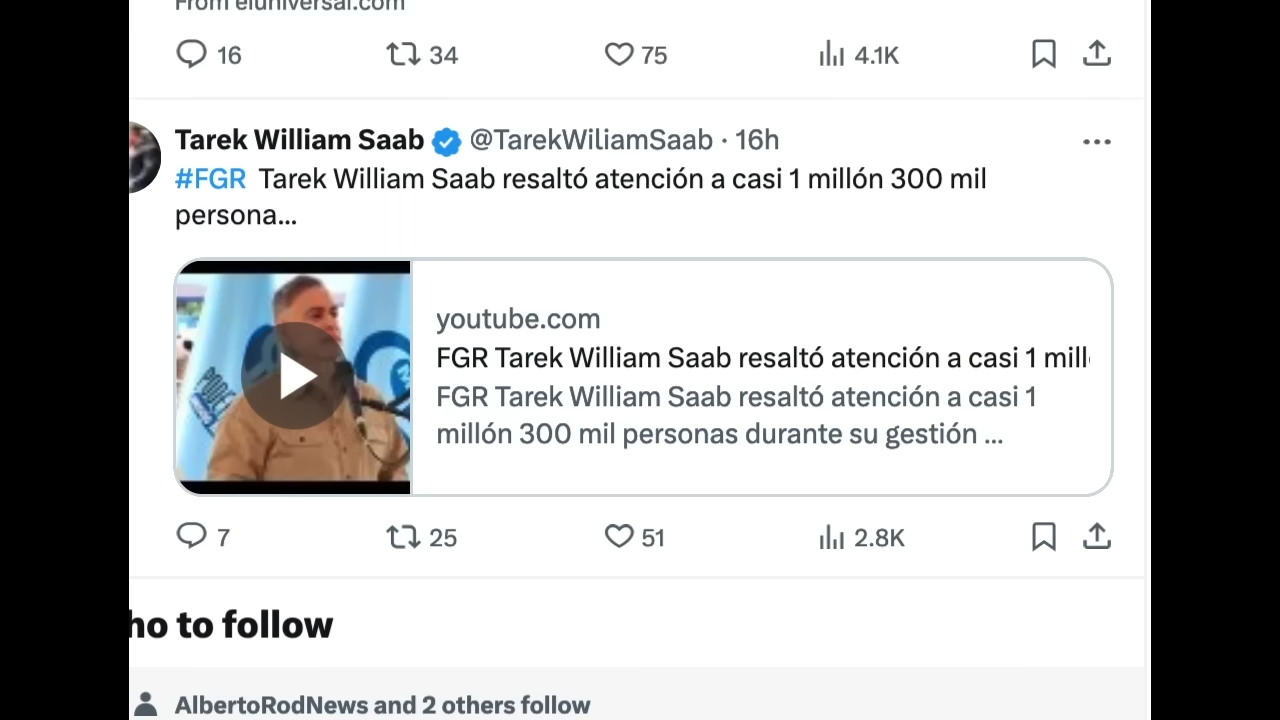 From eluniversal.com
16 34 75 4.1K
Tarek William Saab @TarekWiliamSaab · 16h
#FGR Tarek William Saab resaltó atención a casi 1 millón 300 mil
persona...
youtube.com
FGR Tarek William Saab resaltó atención a casi 1 mill
FGR Tarek William Saab resaltó atención a casi 1
millón 300 mil personas durante su gestión ...
7 25 51 2.8K
ho to follow
AlbertoRodNews and 2 others follow